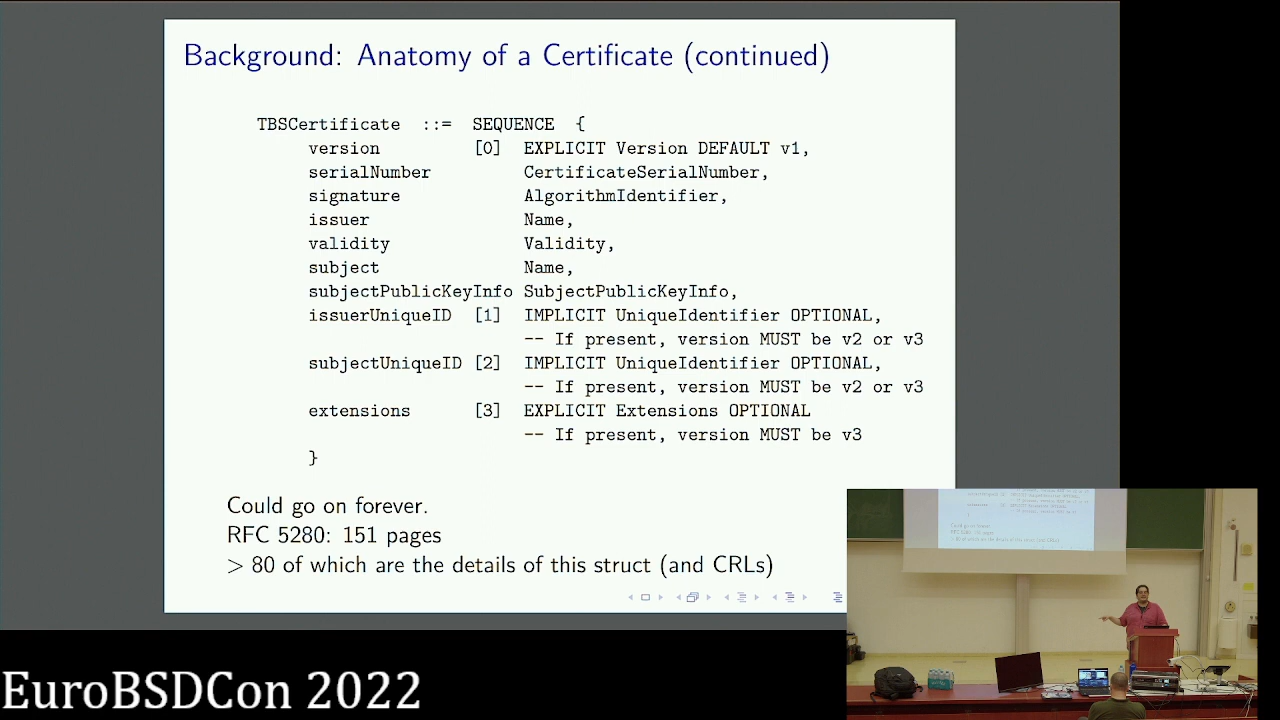 Background: Anatomy of a Certificate (continued)
TBSCertificate ::= SEQUENCE {
version [0] EXPLICIT Version DEFAULT v1,
serialNumber CertificateSerialNumber,
signature AlgorithmIdentifier,
issuer Name,
validity Validity,
subject Name,
subjectPublicKeyInfo SubjectPublicKeyInfo,
issuerUniqueID [1] IMPLICIT UniqueIdentifier OPTIONAL,
-- If present, version MUST be v2 or v3
subjectUniqueID [2] IMPLICIT UniqueIdentifier OPTIONAL,
-- If present, version MUST be v2 or v3
extensions [3] EXPLICIT Extensions OPTIONAL
-- If present, version MUST be v3
}
Could go on forever.
RFC 5280: 151 pages
> 80 of which are the details of this struct (and CRLs)
EuroBSDCon 2022